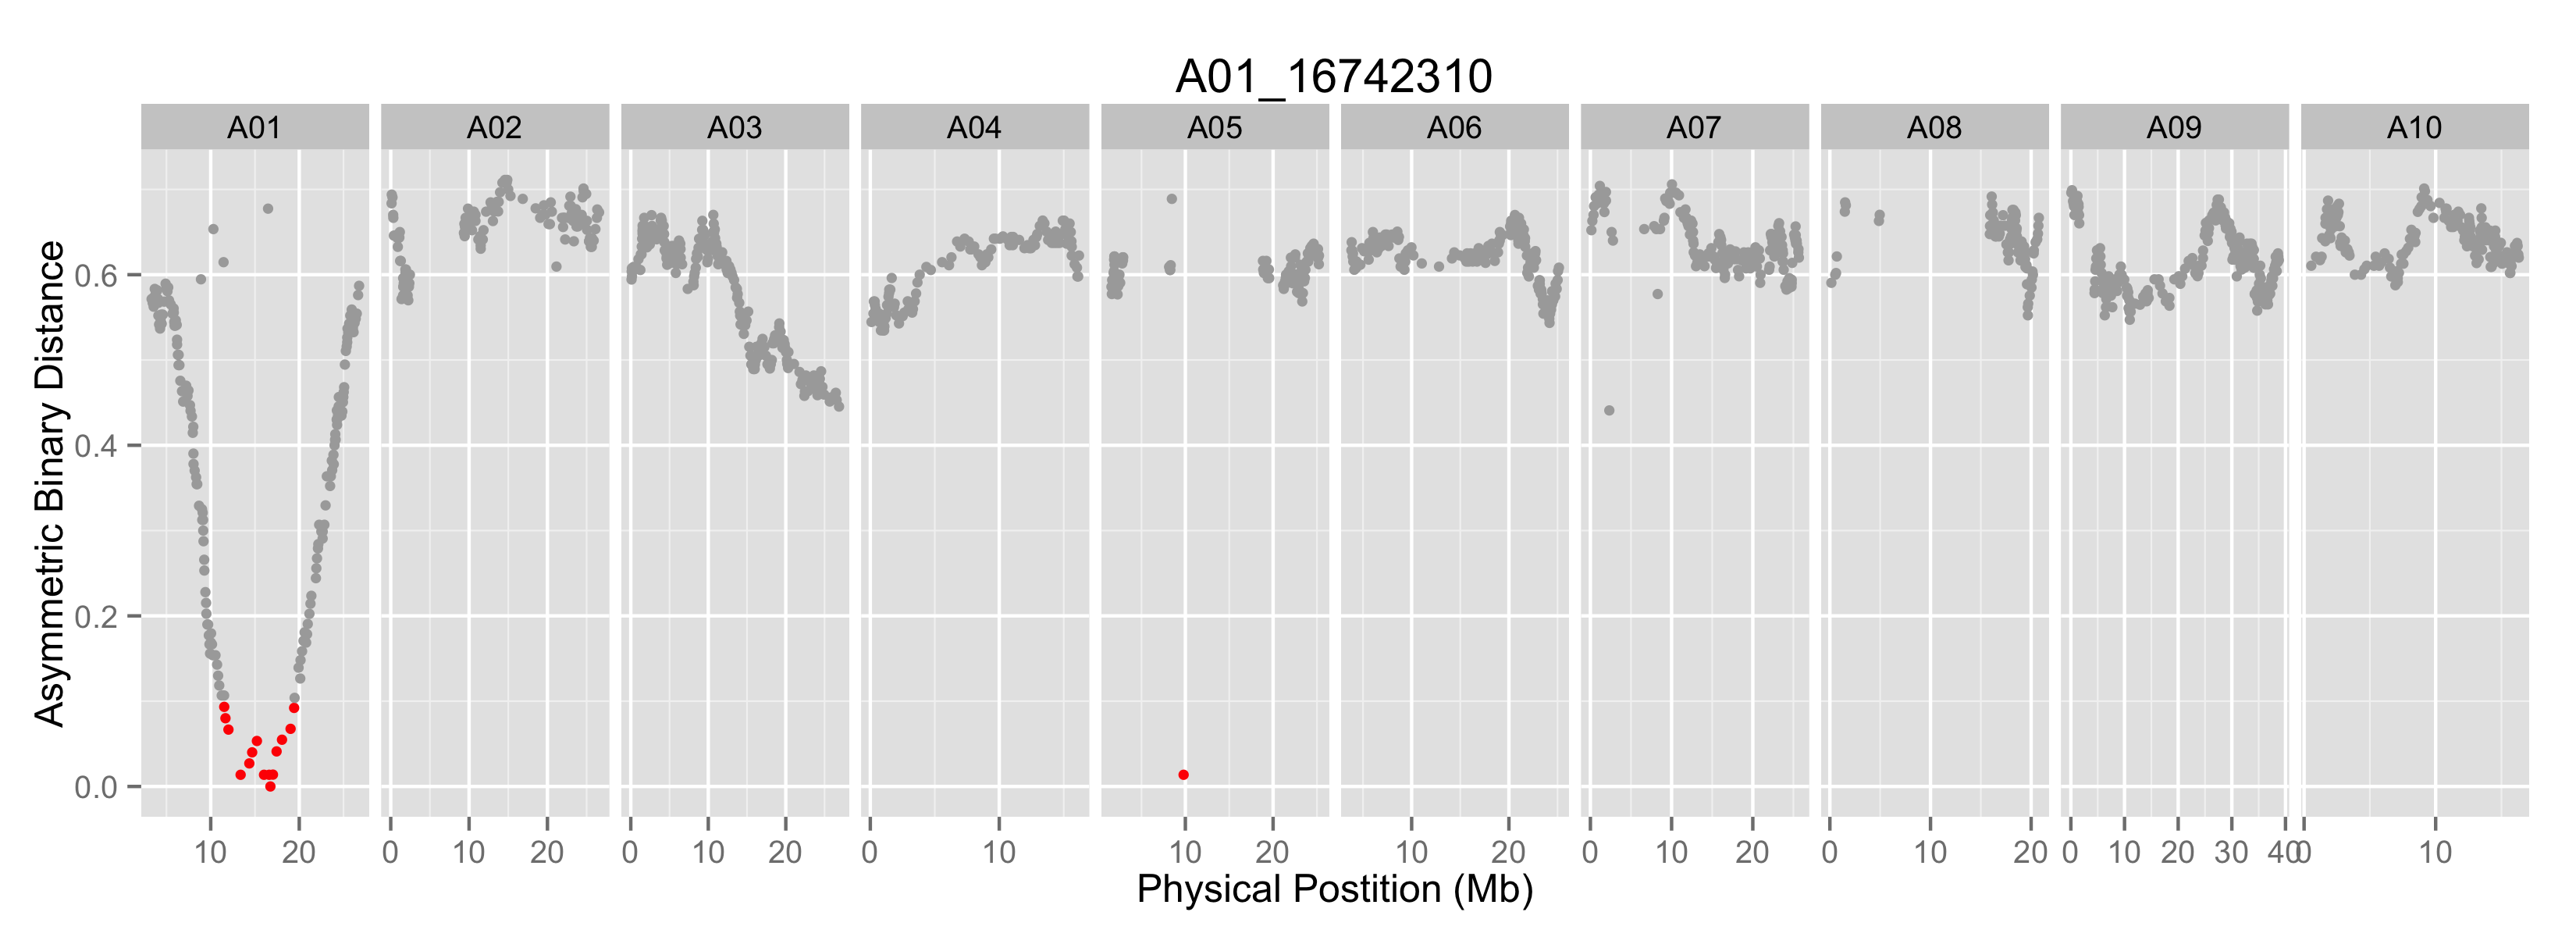 A01_16742310
A01 A02 A03 A04 A05 A06 A07 A08 A09 A10
Asymmetric Binary Distance
0.6
0.4
0.2
0.0
10 20 0 10 20 0 10 20 0 10 10 20 10 20 0 10 20 0 10 20 0 10 20 30 40 0 10
Physical Postition (Mb)